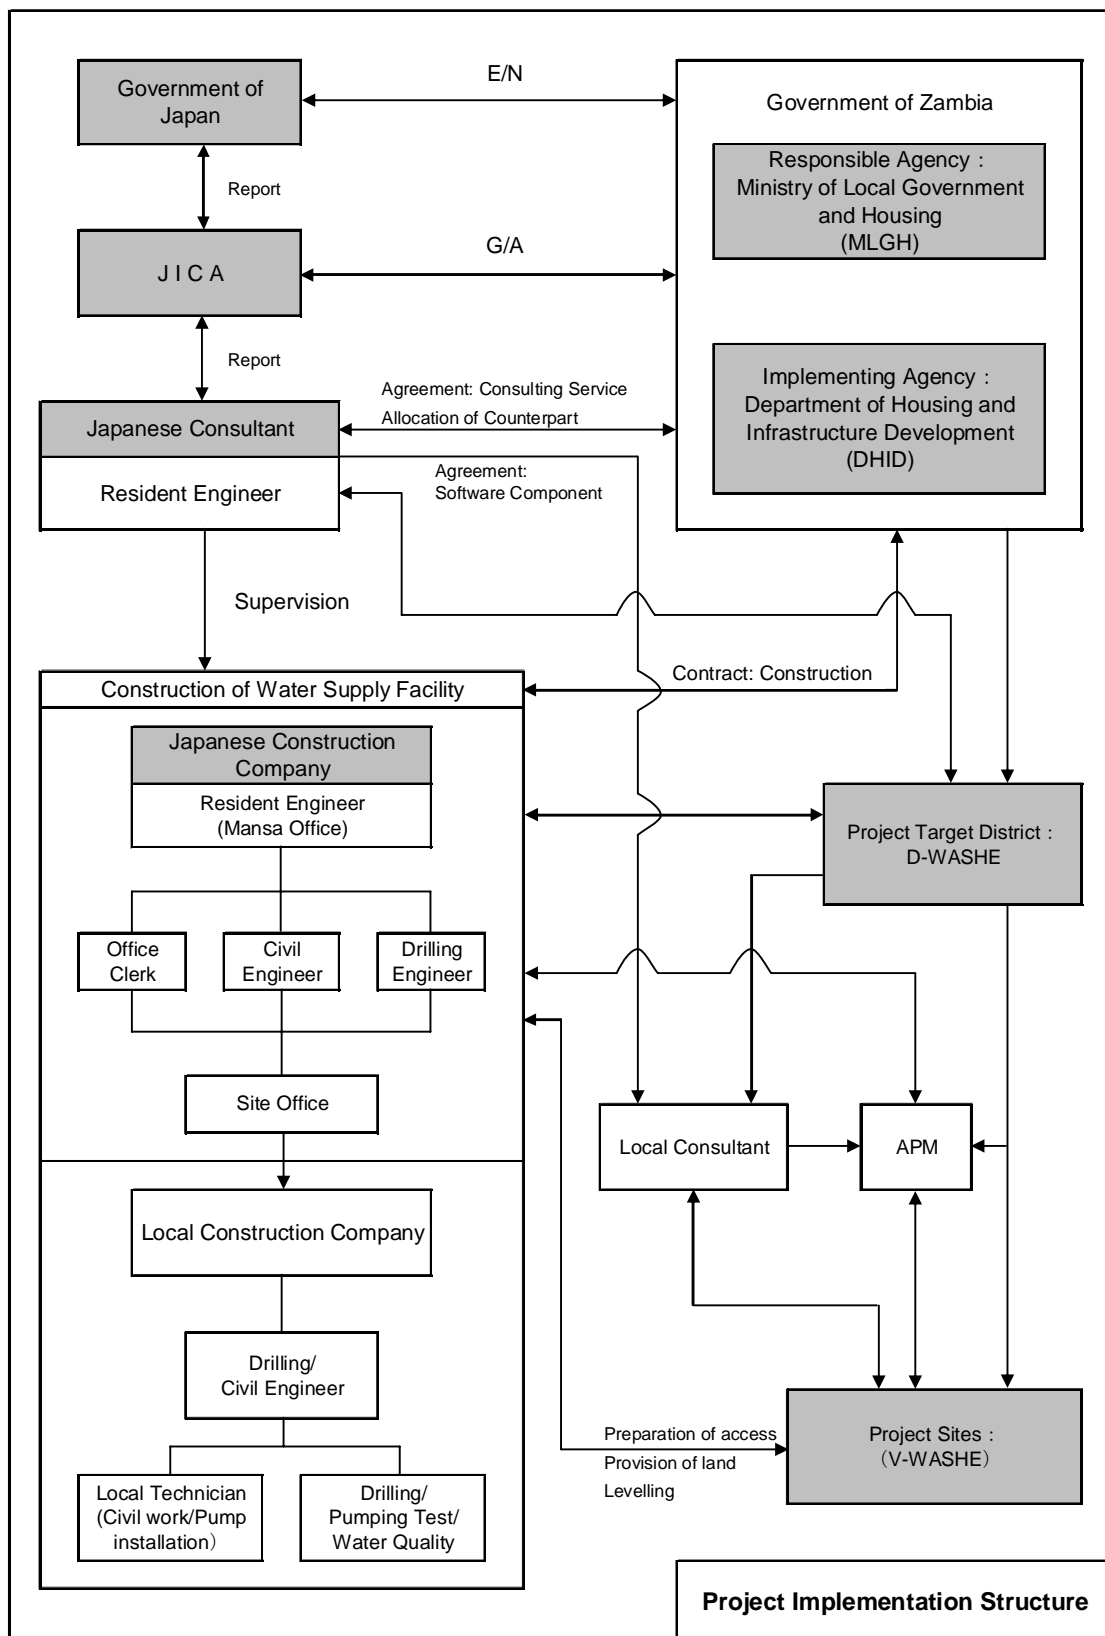 Government of
Japan
E/N
Government of Zambia
Responsible Agency：
Ministry of Local Government
and Housing
(MLGH)
Report
J I C A
G/A
Report
Implementing Agency：
Department of Housing and
Infrastructure Development
(DHID)
Agreement: Consulting Service
Allocation of Counterpart
Japanese Consultant
Resident Engineer
Agreement:
Software Component
Supervision
Construction of Water Supply Facility
Contract: Construction
Japanese Construction
Company
Resident Engineer
(Mansa Office)
Project Target District：
D-WASHE
Office
Clerk
Civil
Engineer
Drilling
Engineer
Site Office
Local Consultant
APM
Local Construction Company
Drilling/
Civil Engineer
Preparation of access
Provision of land
Levelling
Project Sites：
（V-WASHE）
Local Technician
(Civil work/Pump
installation）
Drilling/
Pumping Test/
Water Quality
Project Implementation Structure